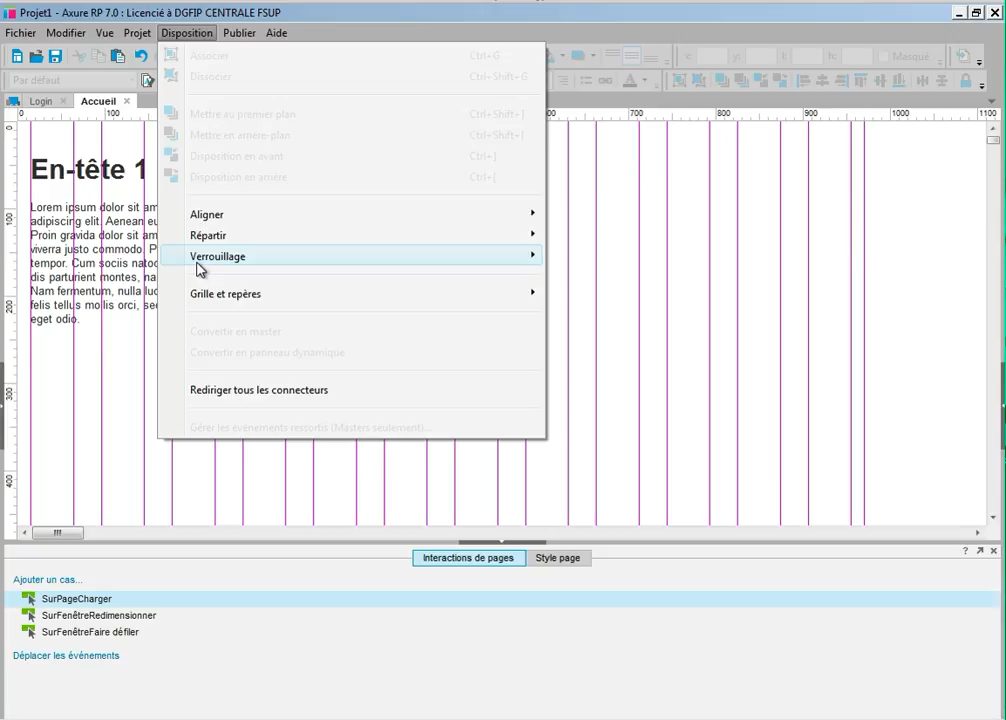 Projet1 - Axure RP 7.0 : Licencié à DGFIP CENTRALE FSUP
Fichier Modifier Vue Projet Disposition Publier Aide
Associer Ctrl+G
x: y: l: h: Masqué
Par défaut
Dissocier Ctrl+Shift+G
Login Accueil
0 100 600 700 800 900 1000 1100
Mettre au premier plan Ctrl+Shift+]
Mettre en arrière-plan Ctrl+Shift+[
Disposition en avant Ctrl+]
Disposition en arrière Ctrl+[
Aligner
Répartir
Verrouillage
Grille et repères
Convertir en master
Convertir en panneau dynamique
Rediriger tous les connecteurs
Gérer les événements ressortis (Masters seulement)...
0
100
200
300
400
En-tête 1
Lorem ipsum dolor sit am
adipiscing elit. Aenean eu
Proin gravida dolor sit am
viverra justo commodo. P
tempor. Cum sociis nato
dis parturient montes, na
Nam fermentum, nulla luc
felis tellus mollis orci, se
eget odio.
Interactions de pages Style page
Ajouter un cas...
SurPageCharger
SurFenêtreRedimensionner
SurFenêtreFaire défiler
Déplacer les événements